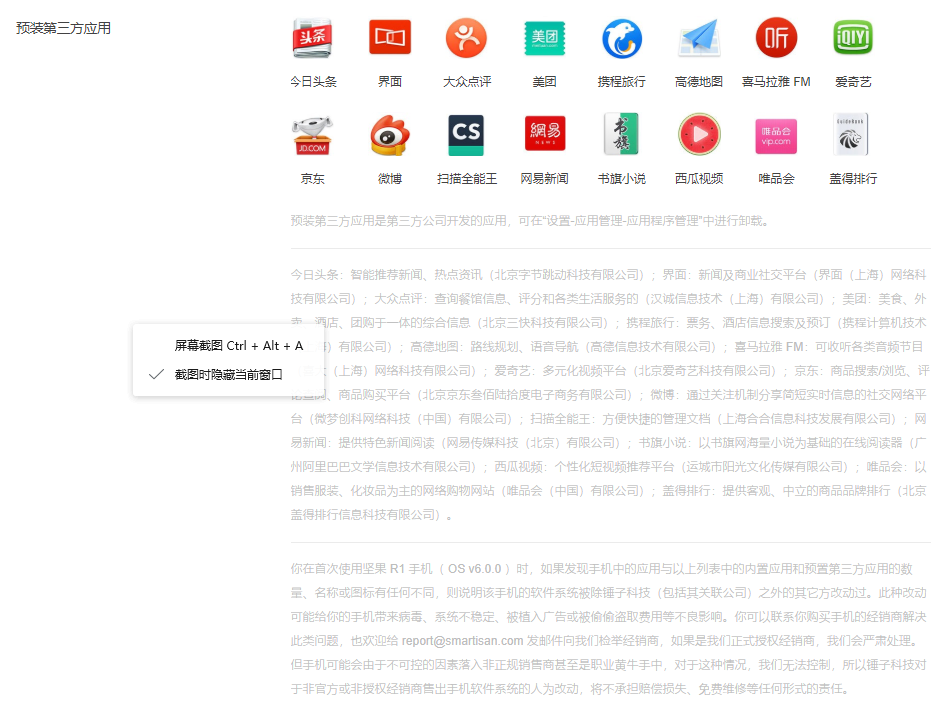 预装第三方应用
头条
美团
听
iQIYI
今日头条 界面 大众点评 美团 携程旅行 高德地图 喜马拉雅 FM 爱奇艺
JD.COM
CS
網易
NEWS
书旗
唯品会
vip.com
GuideBook
京东 微博 扫描全能王 网易新闻 书旗小说 西瓜视频 唯品会 盖得排行
预装第三方应用是第三方公司开发的应用，可在“设置-应用管理-应用程序管理”中进行卸载。
今日头条：智能推荐新闻、热点资讯（北京字节跳动科技有限公司）；界面：新闻及商业社交平台（界面（上海）网络科
技有限公司）；大众点评：查询餐馆信息、评分和各类生活服务的（汉诚信息技术（上海）有限公司）；美团：美食、外
卖、酒店、团购于一体的综合信息（北京三快科技有限公司）；携程旅行：票务、酒店信息搜索及预订（携程计算机技术
海）有限公司）；高德地图：路线规划、语音导航（高德信息技术有限公司）；喜马拉雅 FM：可收听各类音频节目
屏幕截图 Ctrl + Alt + A
（上海）网络科技有限公司）；爱奇艺：多元化视频平台（北京爱奇艺科技有限公司）；京东：商品搜索/浏览、评
截图时隐藏当前窗口
论查阅、商品购买平台（北京京东叁佰陆拾度电子商务有限公司）；微博：通过关注机制分享简短实时信息的社交网络平
台（微梦创科网络科技（中国）有限公司）；扫描全能王：方便快捷的管理文档（上海合合信息科技发展有限公司）；网
易新闻：提供特色新闻阅读（网易传媒科技（北京）有限公司）；书旗小说：以书旗网海量小说为基础的在线阅读器（广
州阿里巴巴文学信息技术有限公司）；西瓜视频：个性化短视频推荐平台（运城市阳光文化传媒有限公司）；唯品会：以
销售服装、化妆品为主的网络购物网站（唯品会（中国）有限公司）；盖得排行：提供客观、中立的商品品牌排行（北京
盖得排行信息科技有限公司）。
你在首次使用坚果 R1 手机（ OS v6.0.0 ）时，如果发现手机中的应用与以上列表中的内置应用和预置第三方应用的数
量、名称或图标有任何不同，则说明该手机的软件系统被除锤子科技（包括其关联公司）之外的其它方改动过。此种改动
可能给你的手机带来病毒、系统不稳定、被植入广告或被偷偷盗取费用等不良影响。你可以联系你购买手机的经销商解决
此类问题，也欢迎给 report@smartisan.com 发邮件向我们检举经销商，如果是我们正式授权经销商，我们会严肃处理。
但手机可能会由于不可控的因素落入非正规销售商甚至是职业黄牛手中，对于这种情况，我们无法控制，所以锤子科技对
于非官方或非授权经销商售出手机软件系统的人为改动，将不承担赔偿损失、免费维修等任何形式的责任。